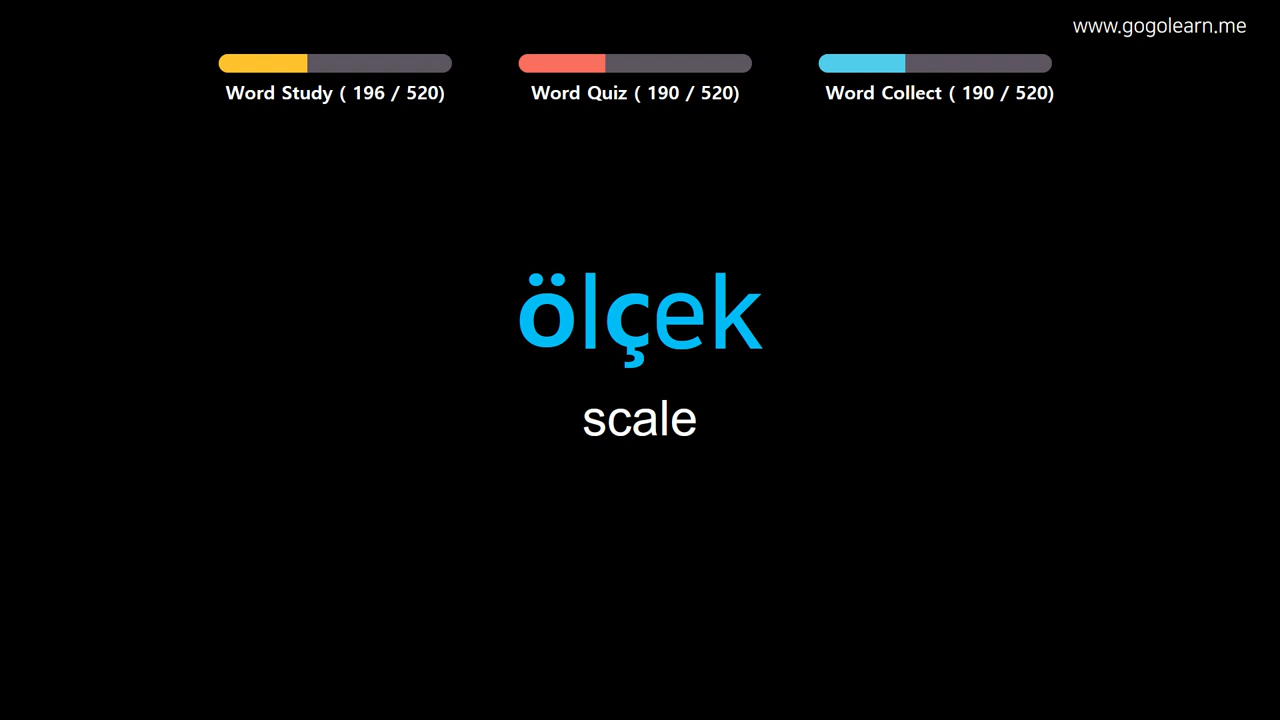 www.gogolearn.me
Word Study ( 196 / 520)
Word Quiz ( 190 / 520)
Word Collect ( 190 / 520)
ölçek
scale